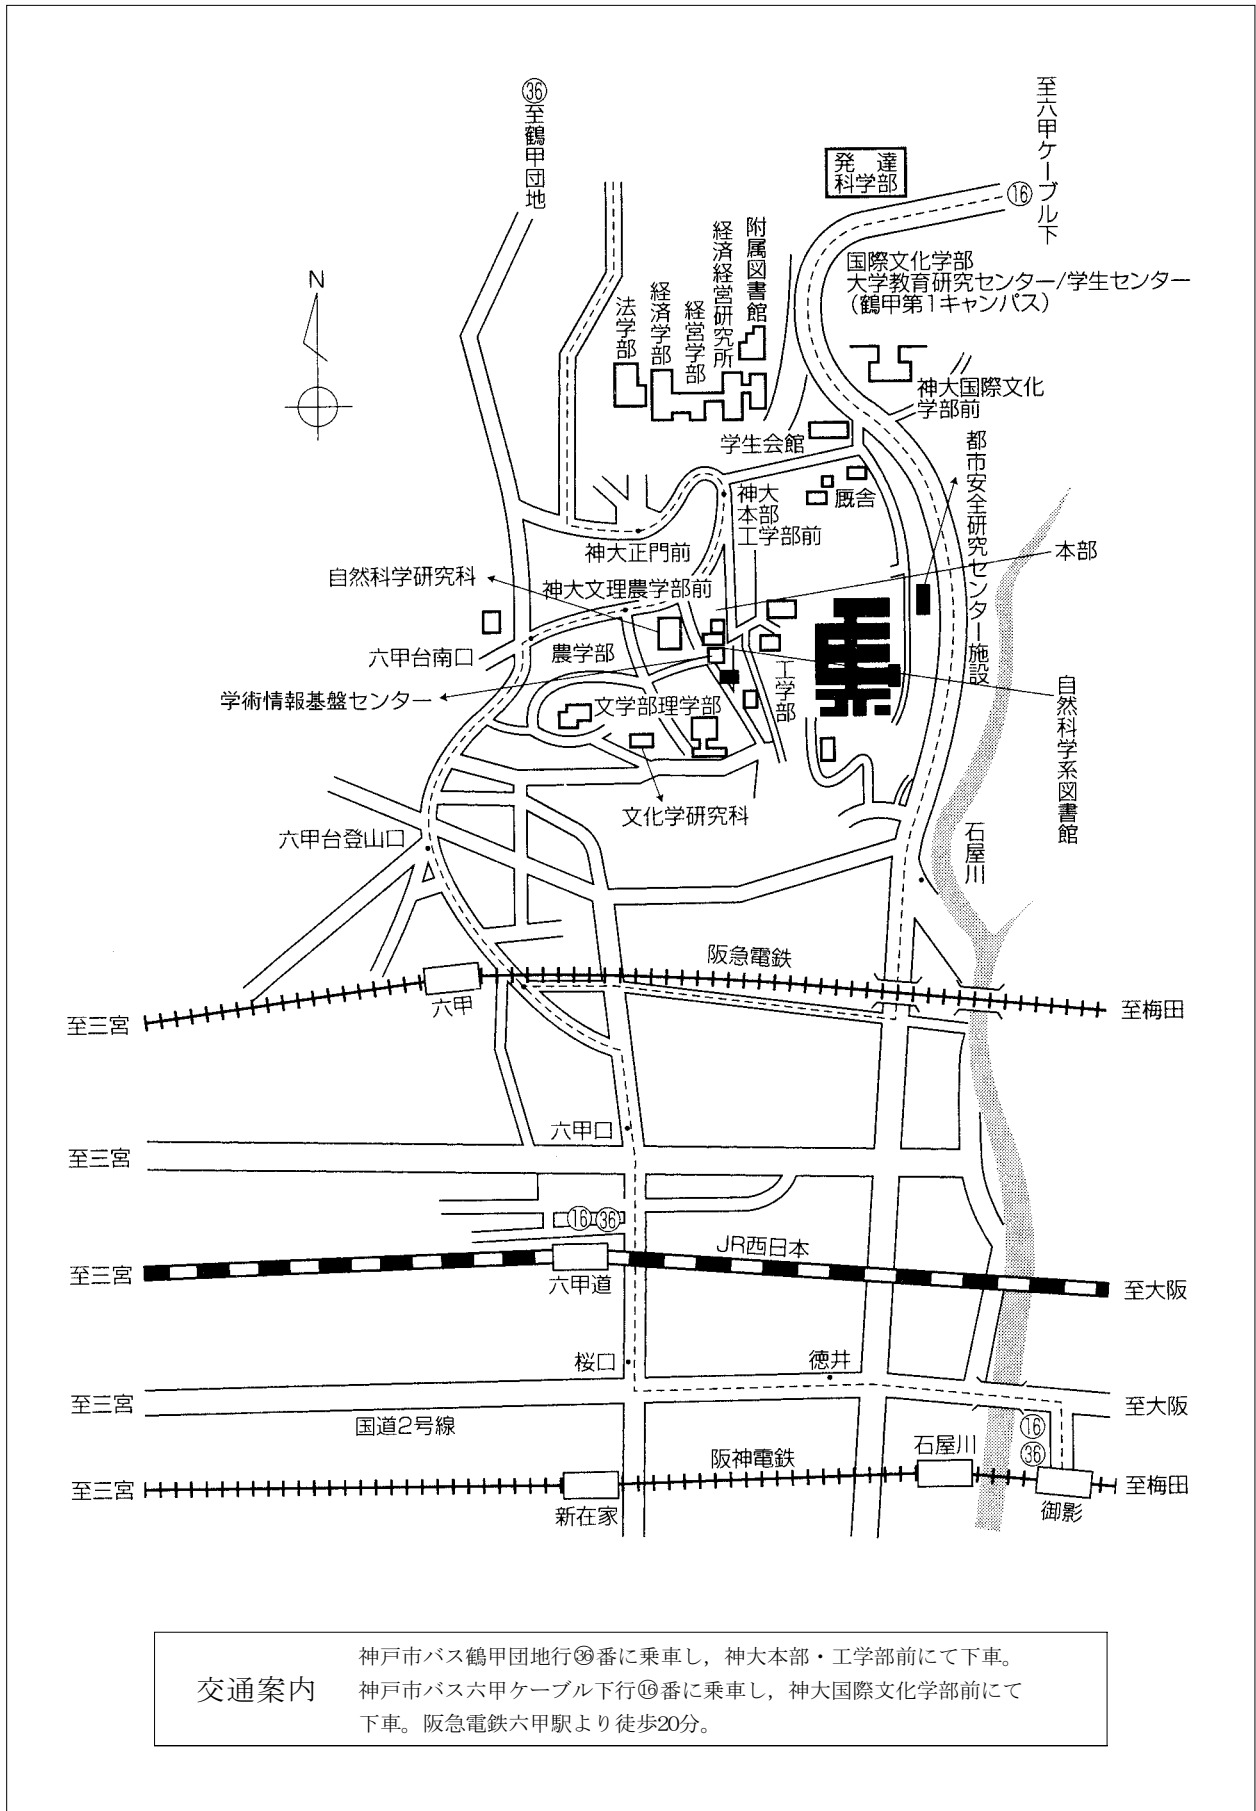 ㊱至鶴甲団地
至六甲ケーブル下
⑯
発達
科学部
N
附属図書館
経済経営研究所
経営学部
経済学部
法学部
国際文化学部
大学教育研究センター/学生センター
(鶴甲第1キャンパス)
神大国際文化
学部前
学生会館
都市安全研究センター施設
神大
本部
工学部前
厩舎
神大正門前
本部
自然科学研究科
神大文理農学部前
農学部
六甲台南口
学術情報基盤センター
文学部理学部
工学部
自然科学系図書館
文化学研究科
六甲台登山口
石屋川
阪急電鉄
六甲
至三宮
至梅田
六甲口
至三宮
⑯㊱
JR西日本
至三宮
六甲道
至大阪
桜口
徳井
至三宮
至大阪
国道2号線
⑯
㊱
石屋川
阪神電鉄
至三宮
至梅田
新在家
御影
交通案内
神戸市バス鶴甲団地行㊱番に乗車し,神大本部・工学部前にて下車。
神戸市バス六甲ケーブル下行⑯番に乗車し,神大国際文化学部前にて
下車。阪急電鉄六甲駅より徒歩20分。